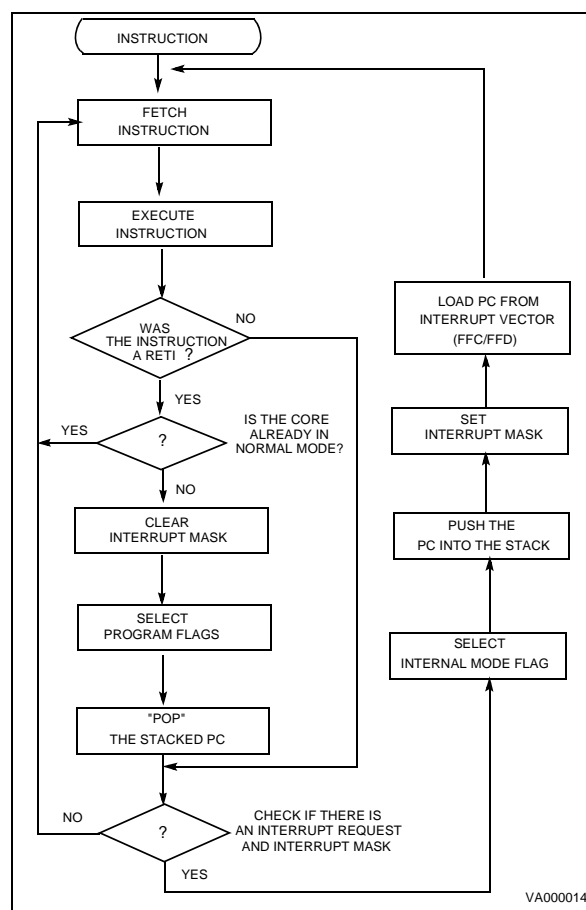 INSTRUCTION
FETCH
INSTRUCTION
EXECUTE
INSTRUCTION
WAS
THE INSTRUCTION
A RETI ?
NO
YES
?
IS THE CORE
ALREADY IN
NORMAL MODE?
YES
NO
CLEAR
INTERRUPT MASK
SELECT
PROGRAM FLAGS
"POP"
THE STACKED PC
?
CHECK IF THERE IS
AN INTERRUPT REQUEST
AND INTERRUPT MASK
NO
YES
SELECT
INTERNAL MODE FLAG
PUSH THE
PC INTO THE STACK
SET
INTERRUPT MASK
LOAD PC FROM
INTERRUPT VECTOR
(FFC/FFD)
VA000014